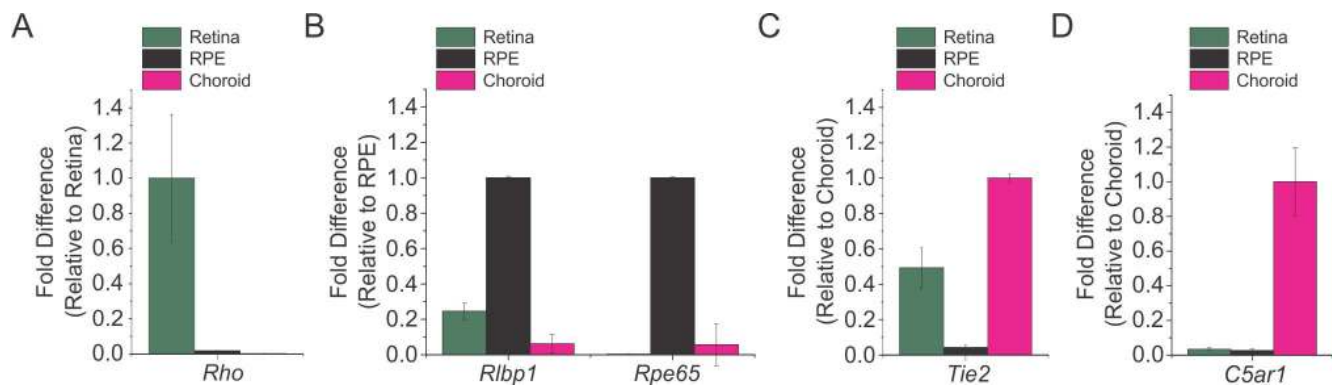 A
Retina
RPE
Choroid
Fold Difference
(Relative to Retina)
1.4
1.2
1.0
0.8
0.6
0.4
0.2
0.0
Rho
B
Retina
RPE
Choroid
Fold Difference
(Relative to RPE)
1.4
1.2
1.0
0.8
0.6
0.4
0.2
0.0
Rlbp1
Rpe65
C
Retina
RPE
Choroid
Fold Difference
(Relative to Choroid)
1.4
1.2
1.0
0.8
0.6
0.4
0.2
0.0
Tie2
D
Retina
RPE
Choroid
Fold Difference
(Relative to Choroid)
1.4
1.2
1.0
0.8
0.6
0.4
0.2
0.0
C5ar1